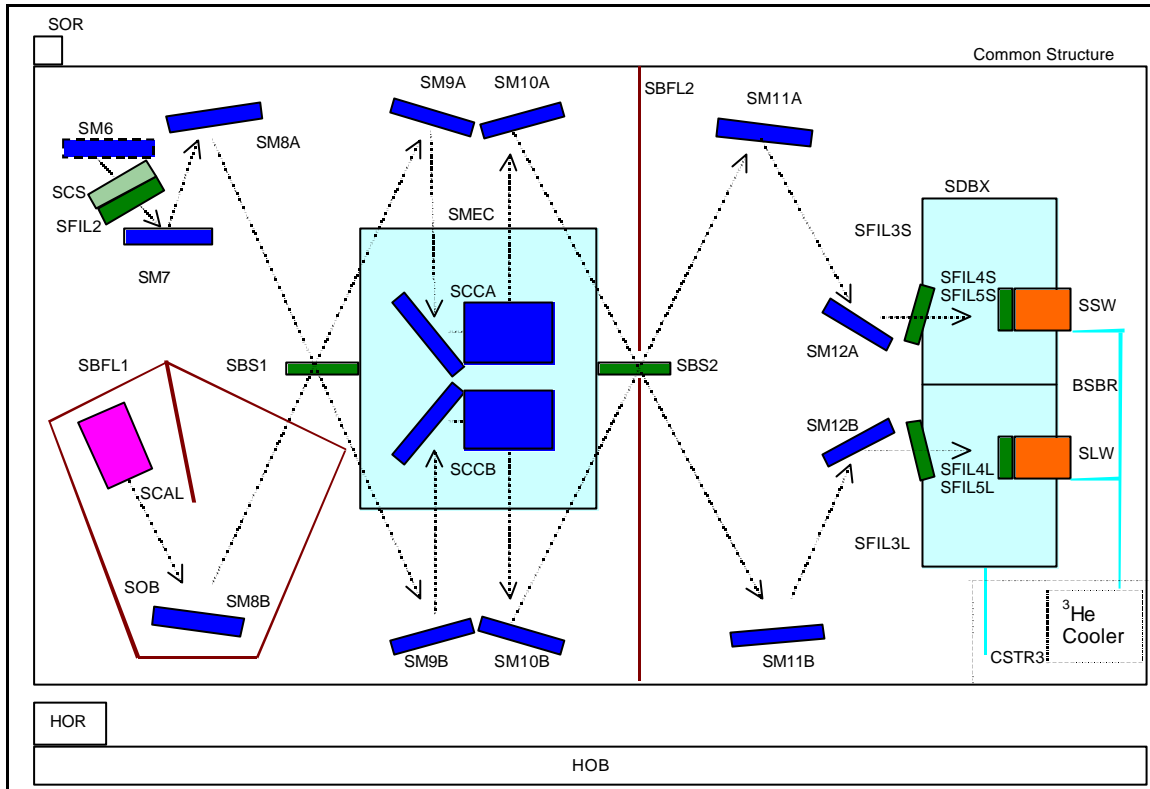 SOR
Common Structure
SM9A
SM10A
SBFL2
SM11A
SM6
SM8A
SCS
SFIL2
SM7
SMEC
SDBX
SFIL3S
SFIL4S
SFIL5S
SSW
SCCA
SM12A
SBFL1
SBS1
SBS2
BSBR
SM12B
SCCB
SLW
SFIL4L
SFIL5L
SCAL
SFIL3L
SOB
SM8B
SM9B
SM10B
SM11B
CSTR3
³He
Cooler
HOR
HOB